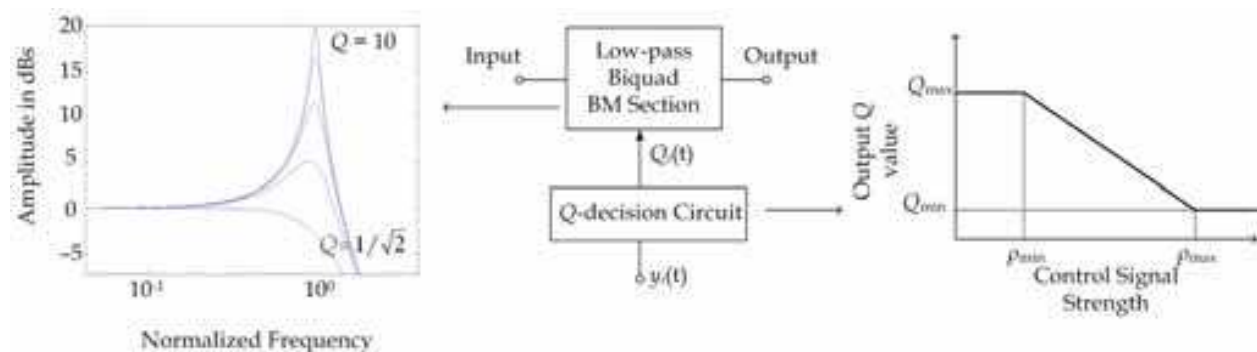 Amplitude in dBs
20
15
10
5
0
−5
Q = 10
Q = 1/√2
10⁻¹
10⁰
Normalized Frequency
Input
Low-pass
Biquad
BM Section
Output
Qᵢ(t)
Q-decision Circuit
yᵢ(t)
Output Q
value
Qmax
Qmin
ρmin
ρmax
Control Signal
Strength